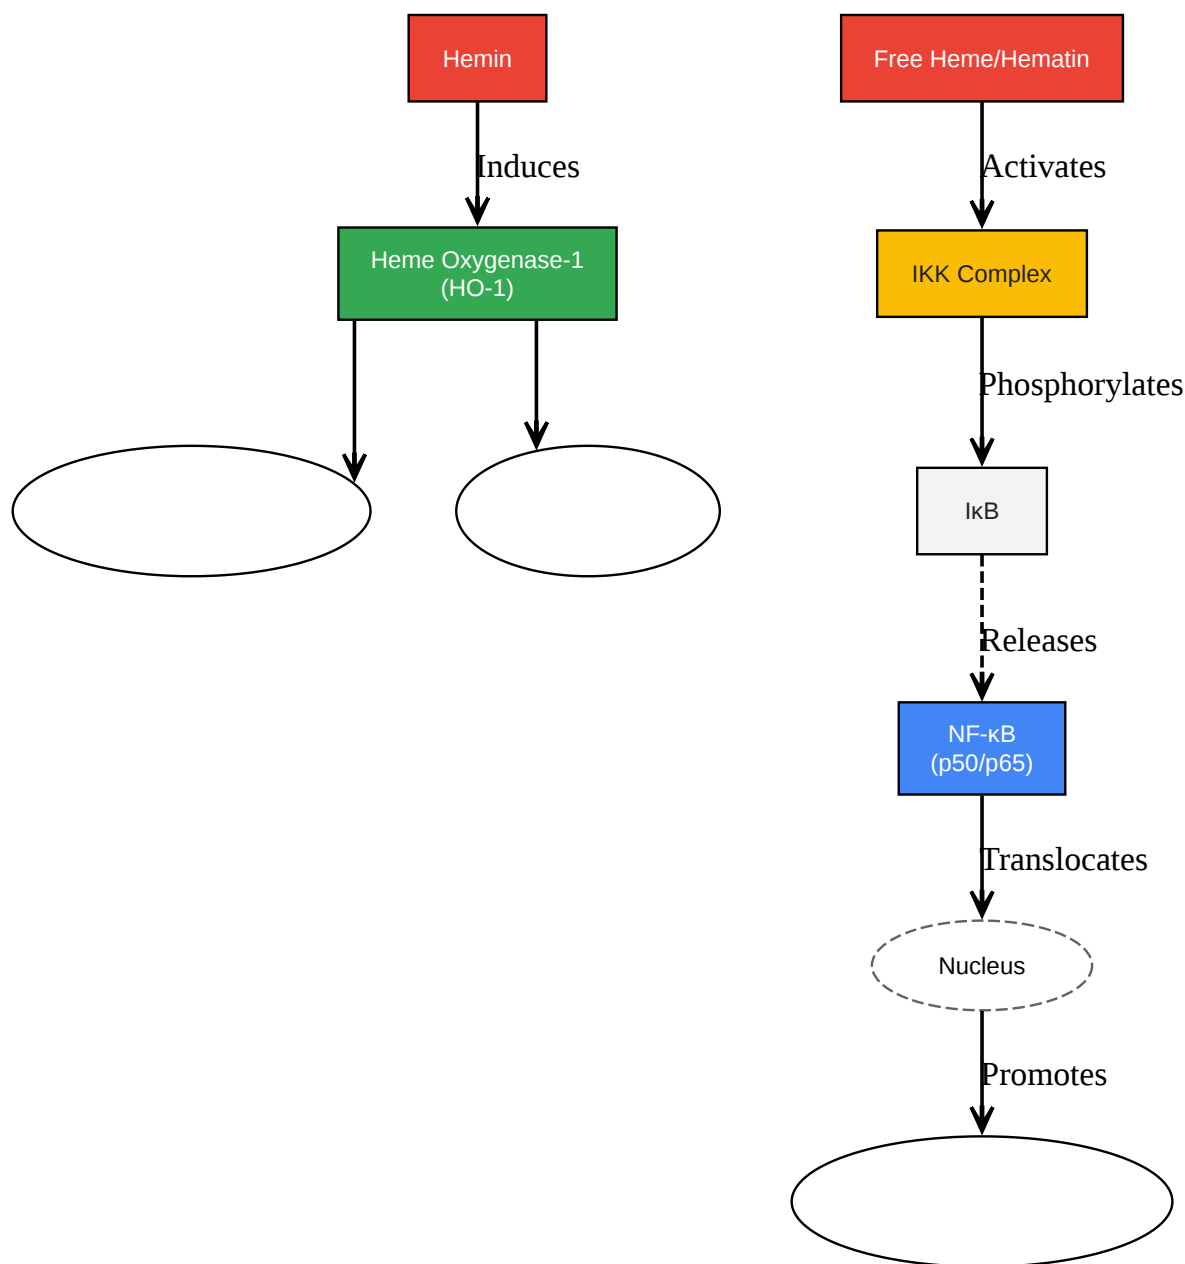 Hemin
Induces
Heme Oxygenase-1
(HO-1)
Free Heme/Hematin
Activates
IKK Complex
Phosphorylates
IκB
Releases
NF-κB
(p50/p65)
Translocates
Nucleus
Promotes